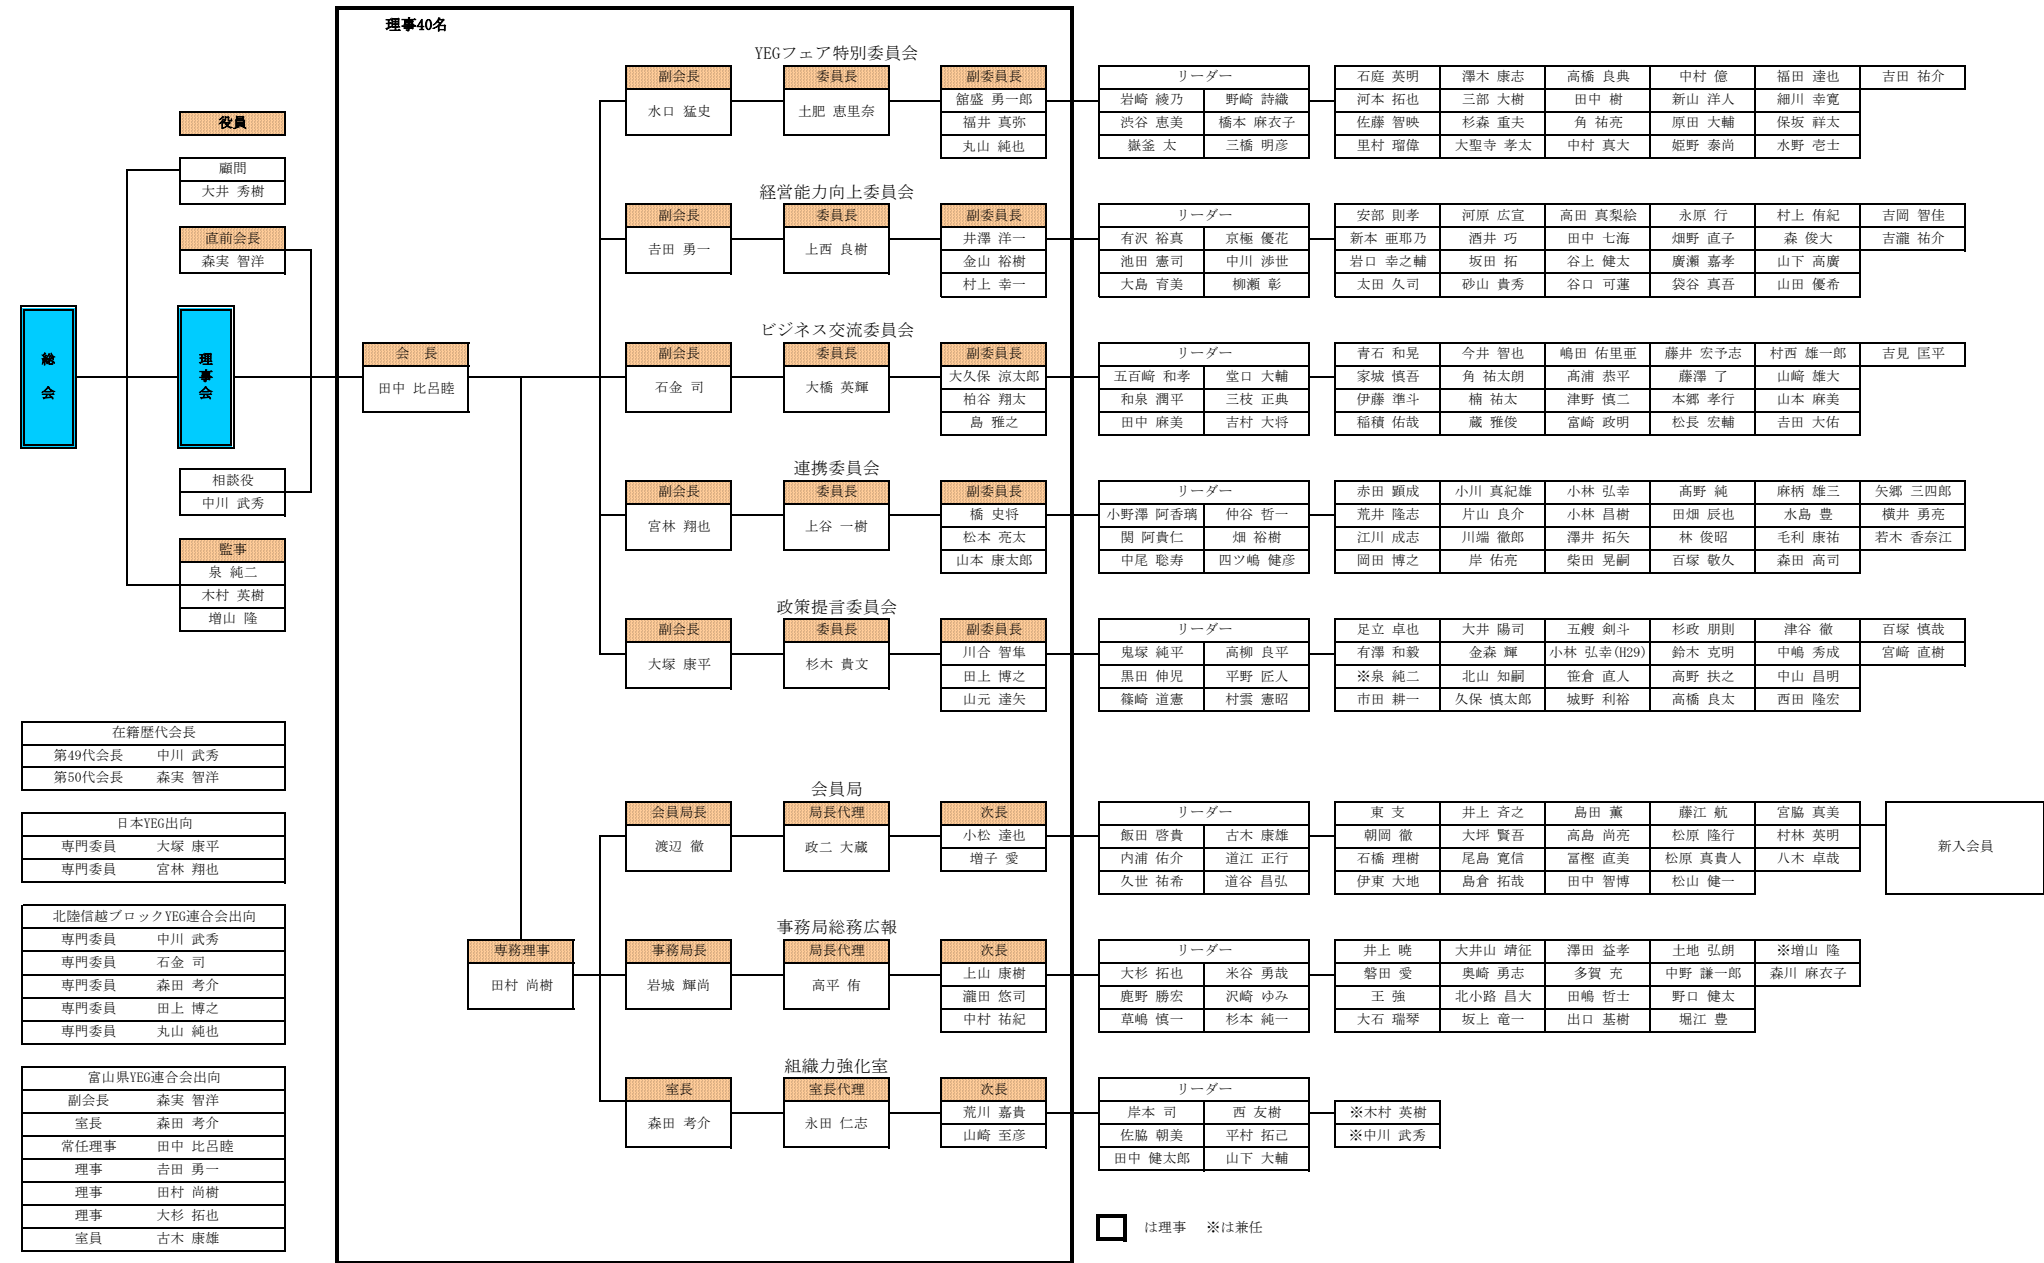 理事40名
役員
顧問
大井 秀樹
直前会長
森実 智洋
総会
理事会
相談役
中川 武秀
監事
泉 純二
木村 英樹
増山 隆
会 長
田中 比呂睦
専務理事
田村 尚樹
YEGフェア特別委員会
副会長 委員長 副委員長 リーダー 石庭 英明 澤木 康志 高橋 良典 中村 億 福田 達也 吉田 祐介
水口 猛史 土肥 恵里奈 舘盛 勇一郎 岩崎 綾乃 野崎 詩織 河本 拓也 三部 大樹 田中 樹 新山 洋人 細川 幸寛
福井 真弥 渋谷 恵美 橋本 麻衣子 佐藤 智映 杉森 重夫 角 祐亮 原田 大輔 保坂 祥太
丸山 純也 嶽釜 太 三橋 明彦 里村 瑠偉 大聖寺 孝太 中村 真大 姫野 泰尚 水野 壱士
経営能力向上委員会
副会長 委員長 副委員長 リーダー 安部 則孝 河原 広宣 高田 真梨絵 永原 行 村上 侑紀 吉岡 智佳
吉田 勇一 上西 良樹 井澤 洋一 有沢 裕真 京極 優花 新本 亜耶乃 酒井 巧 田中 七海 畑野 直子 森 俊大 吉瀧 祐介
金山 裕樹 池田 憲司 中川 渉世 岩口 幸之輔 坂田 拓 谷上 健太 廣瀬 嘉孝 山下 高廣
村上 幸一 大島 育美 柳瀬 彰 太田 久司 砂山 貴秀 谷口 可蓮 袋谷 真吾 山田 優希
ビジネス交流委員会
副会長 委員長 副委員長 リーダー 青石 和晃 今井 智也 嶋田 佑里亜 藤井 宏予志 村西 雄一郎 吉見 匡平
石金 司 大橋 英輝 大久保 涼太郎 五百﨑 和孝 堂口 大輔 家城 慎吾 角 祐太朗 髙浦 恭平 藤澤 了 山﨑 雄大
柏谷 翔太 和泉 潤平 三枝 正典 伊藤 準斗 楠 祐太 津野 慎二 本郷 孝行 山本 麻美
島 雅之 田中 麻美 吉村 大将 稲積 佑哉 蔵 雅俊 富崎 政明 松長 宏輔 吉田 大佑
連携委員会
副会長 委員長 副委員長 リーダー 赤田 顕成 小川 真紀雄 小林 弘幸 髙野 純 麻柄 雄三 矢郷 三四郎
宮林 翔也 上谷 一樹 橋 史将 小野澤 阿香璃 仲谷 哲一 荒井 隆志 片山 良介 小林 昌樹 田畑 辰也 水島 豊 横井 勇亮
松本 亮太 関 阿貴仁 畑 裕樹 江川 成志 川端 徹郎 澤井 拓矢 林 俊昭 毛利 康祐 若木 香奈江
山本 康太郎 中尾 聡寿 四ツ嶋 健彦 岡田 博之 岸 佑亮 柴田 晃嗣 百塚 敬久 森田 高司
政策提言委員会
副会長 委員長 副委員長 リーダー 足立 卓也 大井 陽司 五艘 剣斗 杉政 朋則 津谷 徹 百塚 慎哉
大塚 康平 杉木 貴文 川合 智隼 鬼塚 純平 高柳 良平 有澤 和毅 金森 輝 小林 弘幸(H29) 鈴木 克明 中嶋 秀成 宮﨑 直樹
田上 博之 黒田 伸児 平野 匠人 ※泉 純二 北山 知嗣 笹倉 直人 高野 扶之 中山 昌明
山元 達矢 篠崎 道憲 村雲 憲昭 市田 耕一 久保 慎太郎 城野 利裕 高橋 良太 西田 隆宏
会員局
会員局長 局長代理 次長 リーダー 東 支 井上 斉之 島田 薫 藤江 航 宮脇 真美
渡辺 徹 政二 大蔵 小松 達也 飯田 啓貴 古木 康雄 朝岡 徹 大坪 賢吾 高島 尚亮 松原 隆行 村林 英明 新入会員
増子 愛 内浦 佑介 道江 正行 石橋 理樹 尾島 寛信 冨樫 直美 松原 真貴人 八木 卓哉
久世 祐希 道谷 昌弘 伊東 大地 島倉 拓哉 田中 智博 松山 健一
事務局総務広報
事務局長 局長代理 次長 リーダー 井上 暁 大井山 靖征 澤田 益孝 土地 弘朗 ※増山 隆
岩城 輝尚 高平 侑 上山 康樹 大杉 拓也 米谷 勇哉 磐田 愛 奥崎 勇志 多賀 充 中野 謙一郎 森川 麻衣子
瀧田 悠司 鹿野 勝宏 沢崎 ゆみ 王 強 北小路 昌大 田嶋 哲士 野口 健太
中村 祐紀 草嶋 慎一 杉本 純一 大石 瑞琴 坂上 竜一 出口 基樹 堀江 豊
組織力強化室
室長 室長代理 次長 リーダー
森田 考介 永田 仁志 荒川 嘉貴 岸本 司 西 友樹 ※木村 英樹
山崎 至彦 佐脇 朝美 平村 拓己 ※中川 武秀
田中 健太郎 山下 大輔
は理事 ※は兼任
在籍歴代会長
第49代会長 中川 武秀
第50代会長 森実 智洋
日本YEG出向
専門委員 大塚 康平
専門委員 宮林 翔也
北陸信越ブロックYEG連合会出向
専門委員 中川 武秀
専門委員 石金 司
専門委員 森田 考介
専門委員 田上 博之
専門委員 丸山 純也
富山県YEG連合会出向
副会長 森実 智洋
室長 森田 考介
常任理事 田中 比呂睦
理事 吉田 勇一
理事 田村 尚樹
理事 大杉 拓也
室員 古木 康雄